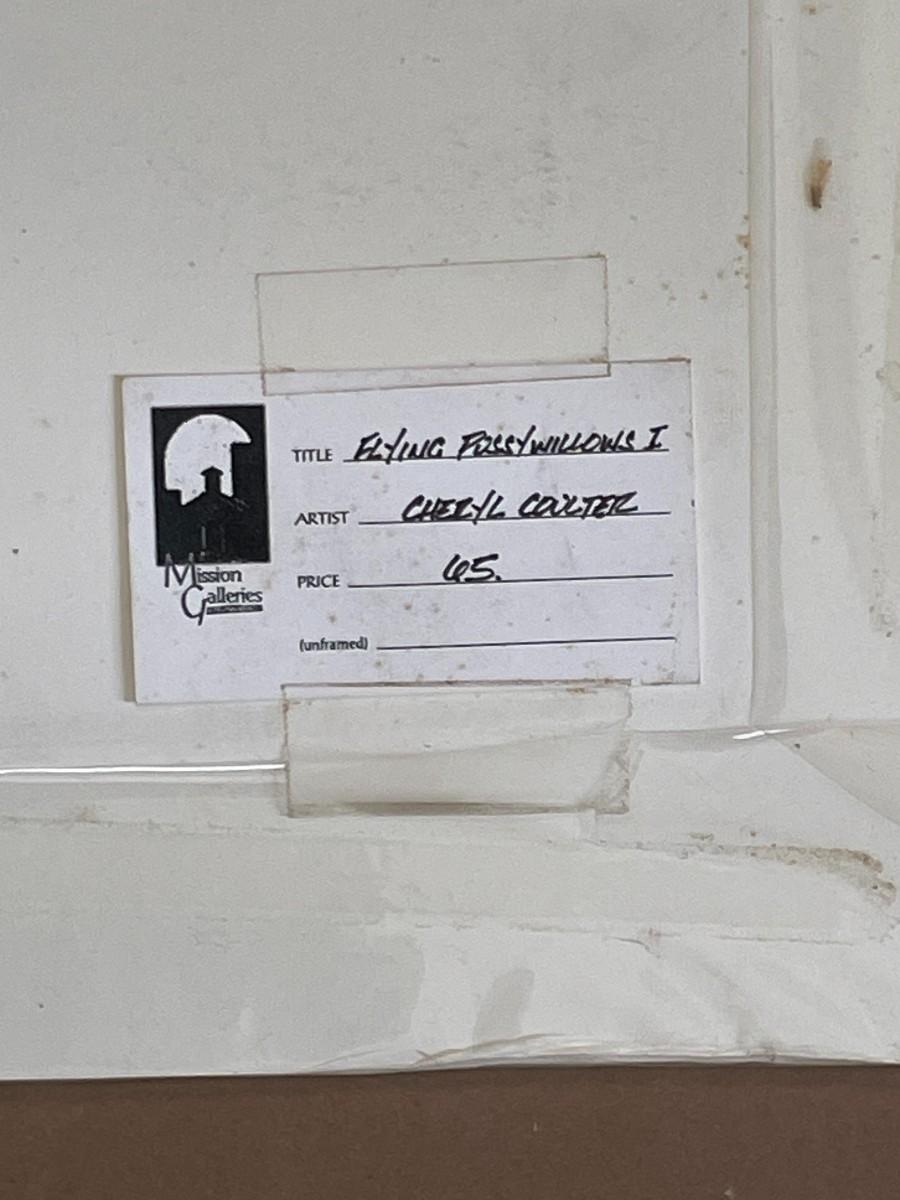 TITLE FLYING PUSSYWILLOWS I
ARTIST CHERYL COULTER
PRICE 65.
(unframed)
Mission
Galleries